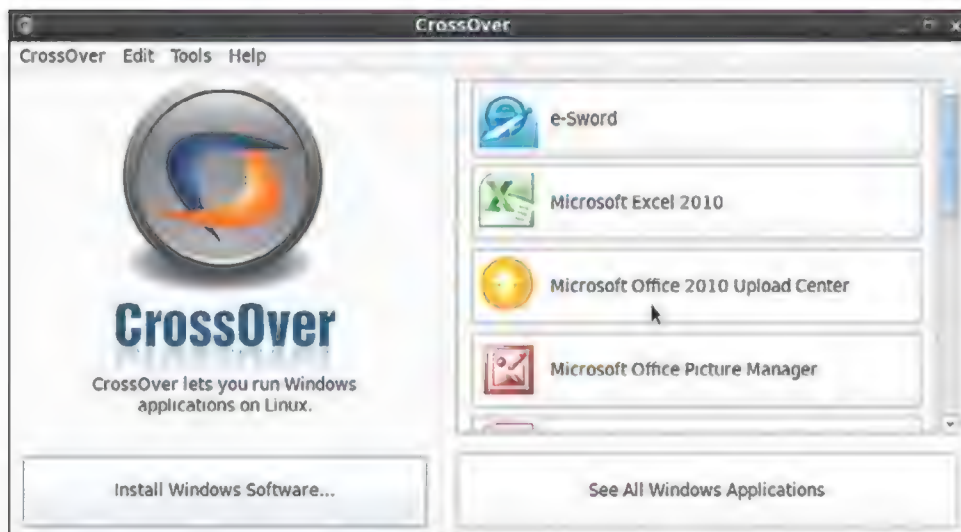 CrossOver
CrossOver Edit Tools Help
CrossOver
CrossOver lets you run Windows
applications on Linux.
Install Windows Software...
e-Sword
Microsoft Excel 2010
Microsoft Office 2010 Upload Center
Microsoft Office Picture Manager
See All Windows Applications